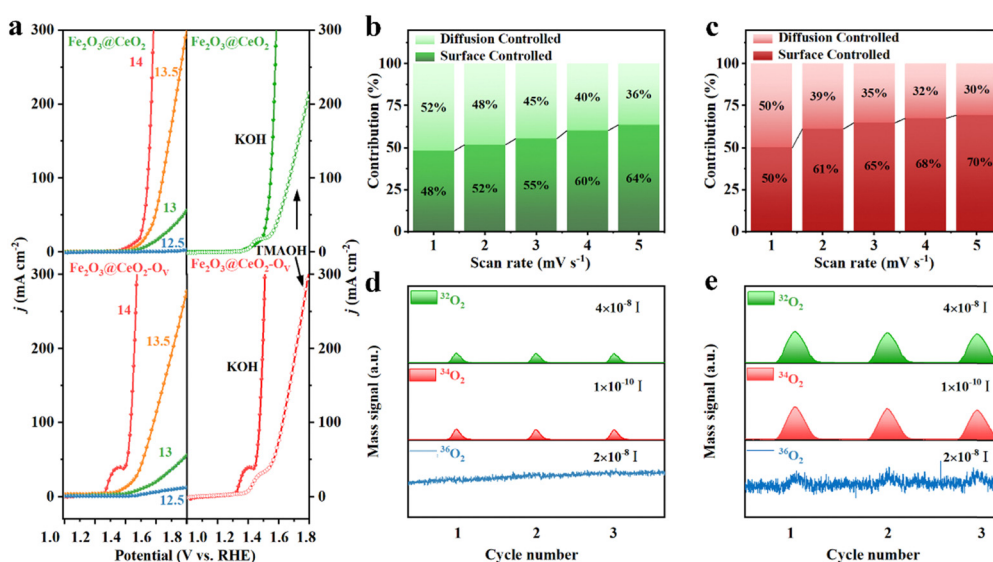 a
300
200
100
0
300
200
100
0
j (mA cm⁻²)
Fe₂O₃@CeO₂
14
13.5
13
12.5
Fe₂O₃@CeO₂
KOH
TMAOH
Fe₂O₃@CeO₂-Oᵥ
14
13.5
13
12.5
Fe₂O₃@CeO₂-Oᵥ
KOH
300
200
100
0
300
200
100
0
j (mA cm⁻²)
1.2 1.4 1.6 1.8 1.2 1.4 1.6 1.8
Potential (V vs. RHE)
b
Contribution (%)
100
75
50
25
0
Diffusion Controlled
Surface Controlled
52% 48% 45% 40% 36%
48% 52% 55% 60% 64%
1 2 3 4 5
Scan rate (mV s⁻¹)
c
Contribution (%)
100
75
50
25
0
Diffusion Controlled
Surface Controlled
50% 39% 35% 32% 30%
50% 61% 65% 68% 70%
1 2 3 4 5
Scan rate (mV s⁻¹)
d
Mass signal (a.u.)
³²O₂
4×10⁻⁸ I
³⁴O₂
1×10⁻¹⁰ I
³⁶O₂
2×10⁻⁸ I
1 2 3
Cycle number
e
Mass signal (a.u.)
³²O₂
4×10⁻⁸ I
³⁴O₂
1×10⁻¹⁰ I
³⁶O₂
2×10⁻⁸ I
1 2 3
Cycle number